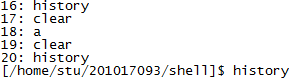 16: history
17: clear
18: a
19: clear
20: history
[/home/stu/201017093/shell]$ history